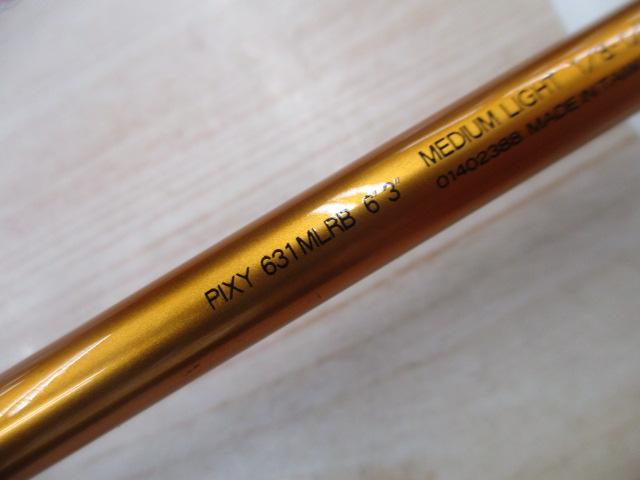 PIXY 631MLRB 6'3" MEDIUM LIGHT
01402388 MADE IN